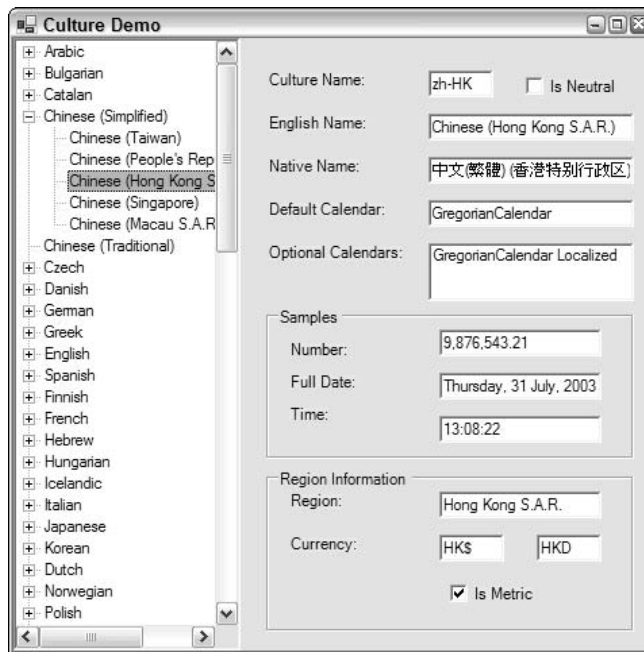 Culture Demo
Arabic
Bulgarian
Catalan
Chinese (Simplified)
Chinese (Taiwan)
Chinese (People's Rep
Chinese (Hong Kong S
Chinese (Singapore)
Chinese (Macau S.A.R
Chinese (Traditional)
Czech
Danish
German
Greek
English
Spanish
Finnish
French
Hebrew
Hungarian
Icelandic
Italian
Japanese
Korean
Dutch
Norwegian
Polish
Culture Name: zh-HK Is Neutral
English Name: Chinese (Hong Kong S.A.R.)
Native Name: 中文(繁體) (香港特别行政区)
Default Calendar: GregorianCalendar
Optional Calendars: GregorianCalendar Localized
Samples
Number: 9,876,543.21
Full Date: Thursday, 31 July, 2003
Time: 13:08:22
Region Information
Region: Hong Kong S.A.R.
Currency: HK$ HKD
Is Metric